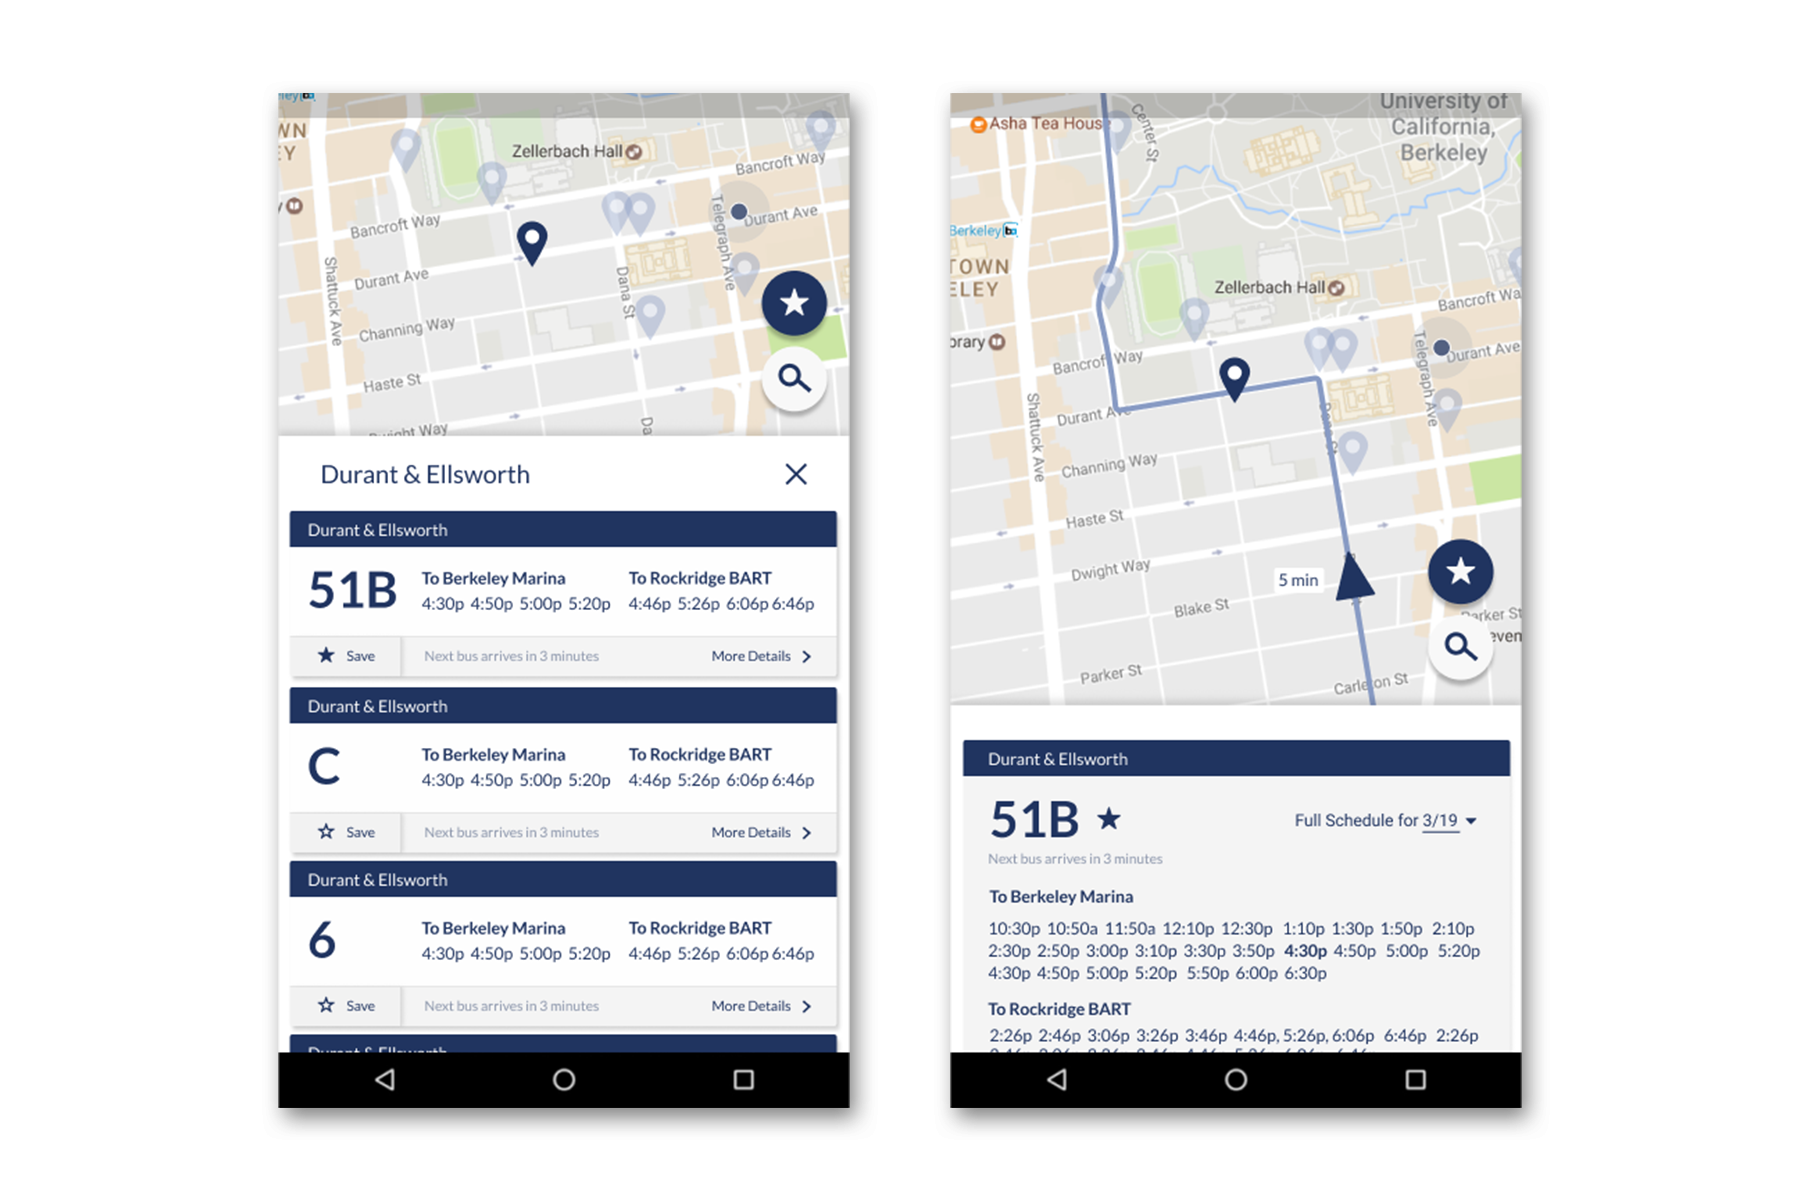 Zellerbach Hall
Bancroft Way
Telegraph Ave
Durant Ave
Bancroft Way
Shattuck Ave
Durant Ave
Dana St
Channing Way
Haste St
Dwight Way
Durant & Ellsworth
Durant & Ellsworth
51B
To Berkeley Marina
4:30p 4:50p 5:00p 5:20p
To Rockridge BART
4:46p 5:26p 6:06p 6:46p
Save
Next bus arrives in 3 minutes
More Details
Durant & Ellsworth
C
To Berkeley Marina
4:30p 4:50p 5:00p 5:20p
To Rockridge BART
4:46p 5:26p 6:06p 6:46p
Save
Next bus arrives in 3 minutes
More Details
Durant & Ellsworth
6
To Berkeley Marina
4:30p 4:50p 5:00p 5:20p
To Rockridge BART
4:46p 5:26p 6:06p 6:46p
Save
Next bus arrives in 3 minutes
More Details
Durant & Ellsworth
University of
California,
Berkeley
Asha Tea Hous
Center St
Berkeley
TOWN
ELEY
Zellerbach Hall
Bancroft Wa
brary
Bancroft Way
Telegraph Ave
Durant Ave
Shattuck Ave
Durant Ave
Dana St
Channing Way
Haste St
Dwight Way
5 min
Blake St
Parker St
even
Parker St
Carleton St
Durant & Ellsworth
51B
Full Schedule for 3/19
Next bus arrives in 3 minutes
To Berkeley Marina
10:30p 10:50a 11:50a 12:10p 12:30p 1:10p 1:30p 1:50p 2:10p
2:30p 2:50p 3:00p 3:10p 3:30p 3:50p 4:30p 4:50p 5:00p 5:20p
4:30p 4:50p 5:00p 5:20p 5:50p 6:00p 6:30p
To Rockridge BART
2:26p 2:46p 3:06p 3:26p 3:46p 4:46p, 5:26p, 6:06p 6:46p 2:26p